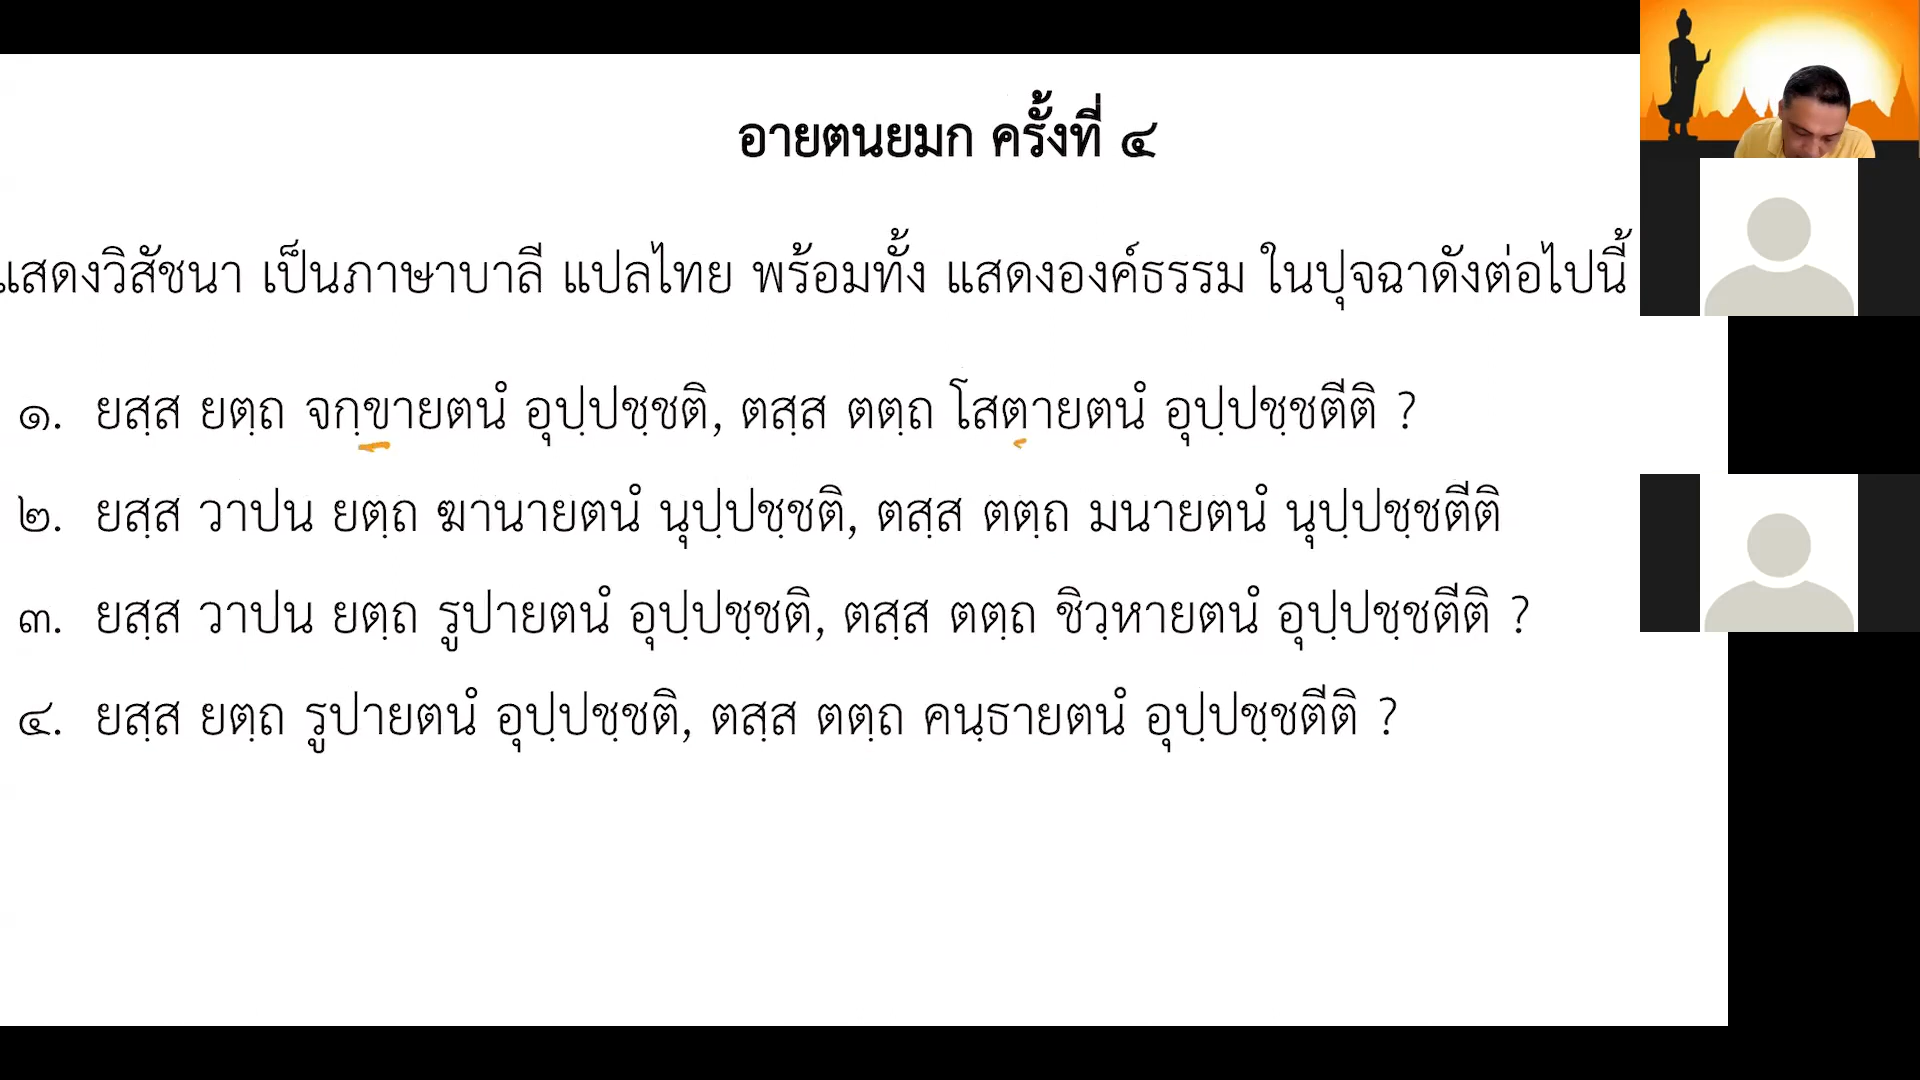 อายตนยมก ครั้งที่ ๔
แสดงวิสัชนา เป็นภาษาบาลี แปลไทย พร้อมทั้ง แสดงองค์ธรรม ในปุจฉาดังต่อไปนี้
๑. ยสฺส ยตฺถ จกฺขายตนํ อุปฺปชฺชติ, ตสฺส ตตฺถ โสตายตนํ อุปฺปชฺชตีติ ?
๒. ยสฺส วาปน ยตฺถ ฆานายตนํ นุปฺปชฺชติ, ตสฺส ตตฺถ มนายตนํ นุปฺปชฺชตีติ
๓. ยสฺส วาปน ยตฺถ รูปายตนํ อุปฺปชฺชติ, ตสฺส ตตฺถ ชิวฺหายตนํ อุปฺปชฺชตีติ ?
๔. ยสฺส ยตฺถ รูปายตนํ อุปฺปชฺชติ, ตสฺส ตตฺถ คนฺธายตนํ อุปฺปชฺชตีติ ?